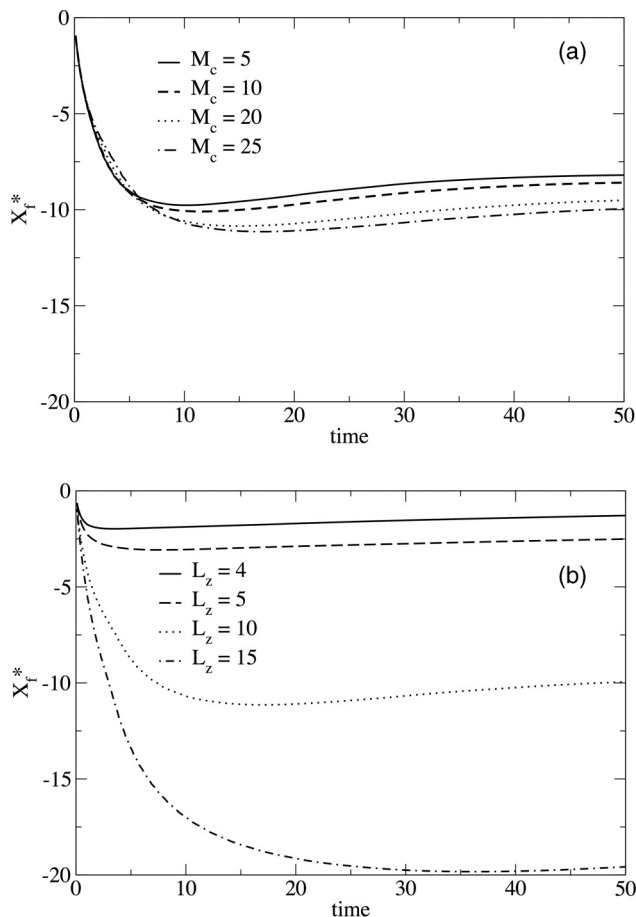 0
-5
-10
-15
-20
X_f*
(a)
M_c = 5
M_c = 10
M_c = 20
M_c = 25
0 10 20 30 40 50
time
0
-5
-10
-15
-20
X_f*
(b)
L_z = 4
L_z = 5
L_z = 10
L_z = 15
0 10 20 30 40 50
time